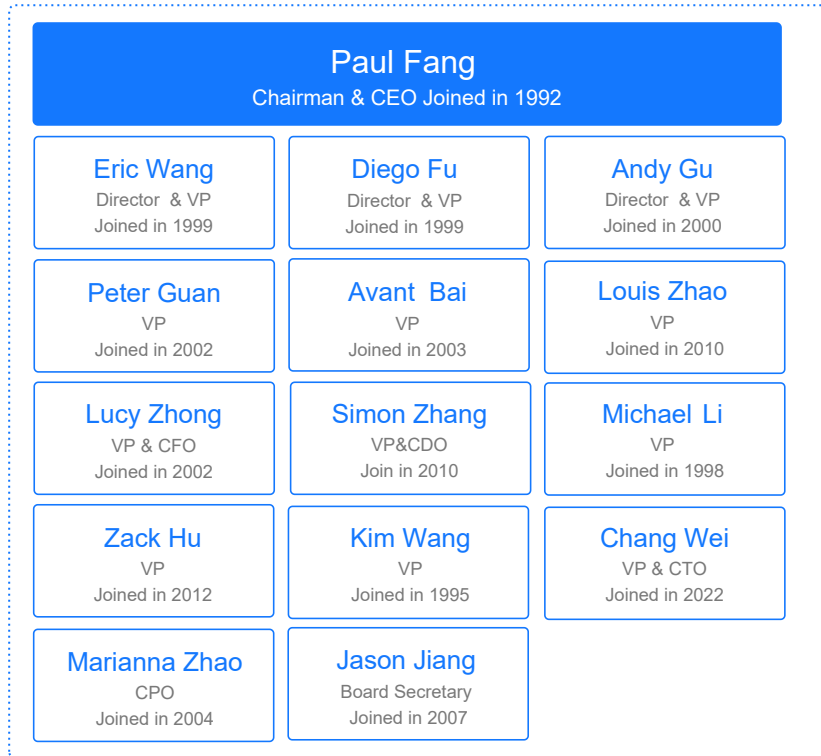 Paul Fang
Chairman & CEO Joined in 1992
Eric Wang
Director & VP
Joined in 1999
Diego Fu
Director & VP
Joined in 1999
Andy Gu
Director & VP
Joined in 2000
Peter Guan
VP
Joined in 2002
Avant Bai
VP
Joined in 2003
Louis Zhao
VP
Joined in 2010
Lucy Zhong
VP & CFO
Joined in 2002
Simon Zhang
VP&CDO
Join in 2010
Michael Li
VP
Joined in 1998
Zack Hu
VP
Joined in 2012
Kim Wang
VP
Joined in 1995
Chang Wei
VP & CTO
Joined in 2022
Marianna Zhao
CPO
Joined in 2004
Jason Jiang
Board Secretary
Joined in 2007